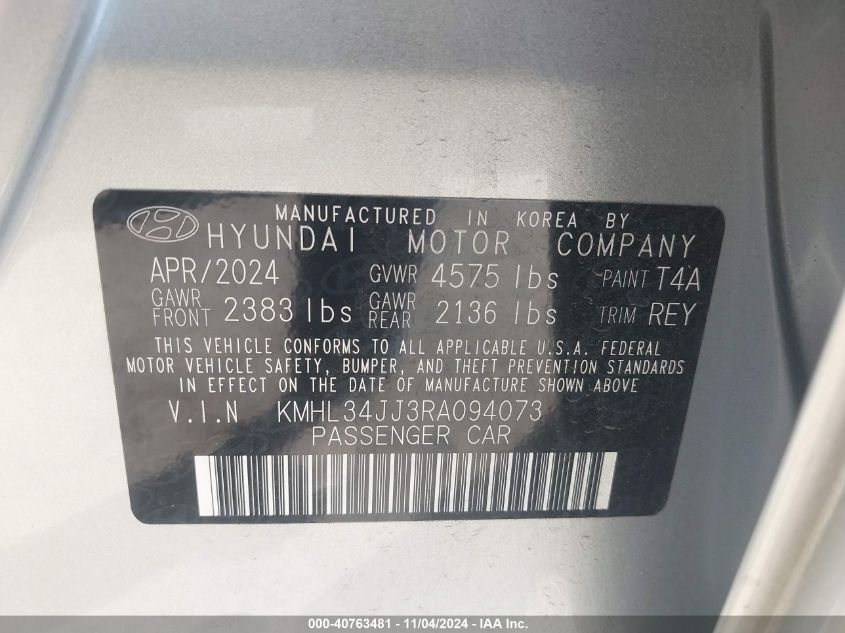 MANUFACTURED IN KOREA BY
HYUNDAI MOTOR COMPANY
APR/2024 GVWR 4575 lbs PAINT T4A
GAWR FRONT 2383 lbs GAWR REAR 2136 lbs TRIM REY
THIS VEHICLE CONFORMS TO ALL APPLICABLE U.S.A. FEDERAL
MOTOR VEHICLE SAFETY, BUMPER, AND THEFT PREVENTION STANDARDS
IN EFFECT ON THE DATE OF MANUFACTURE SHOWN ABOVE.
V.I.N KMHL34JJ3RA094073
PASSENGER CAR
000-40763481 - 11/04/2024 - IAA Inc.